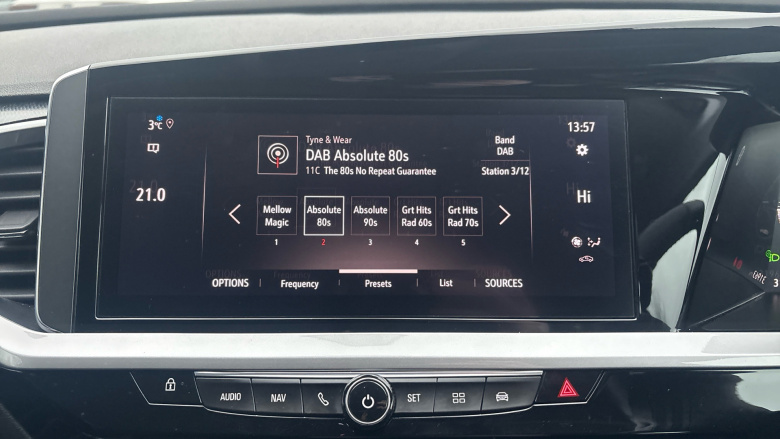 3°C
13:57
Tyne & Wear
DAB Absolute 80s
11C The 80s No Repeat Guarantee
Band
DAB
Station 3/12
21.0
Hi
Mellow
Magic
1
Absolute
80s
2
Absolute
90s
3
Grt Hits
Rad 60s
4
Grt Hits
Rad 70s
5
OPTIONS
Frequency
Presets
List
SOURCES
AUDIO
NAV
SET